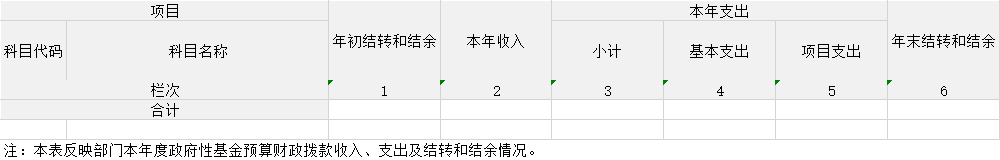 项目 本年支出
科目代码 科目名称 年初结转和结余 本年收入 小计 基本支出 项目支出 年末结转和结余
栏次 1 2 3 4 5 6
合计
注：本表反映部门本年度政府性基金预算财政拨款收入、支出及结转和结余情况。